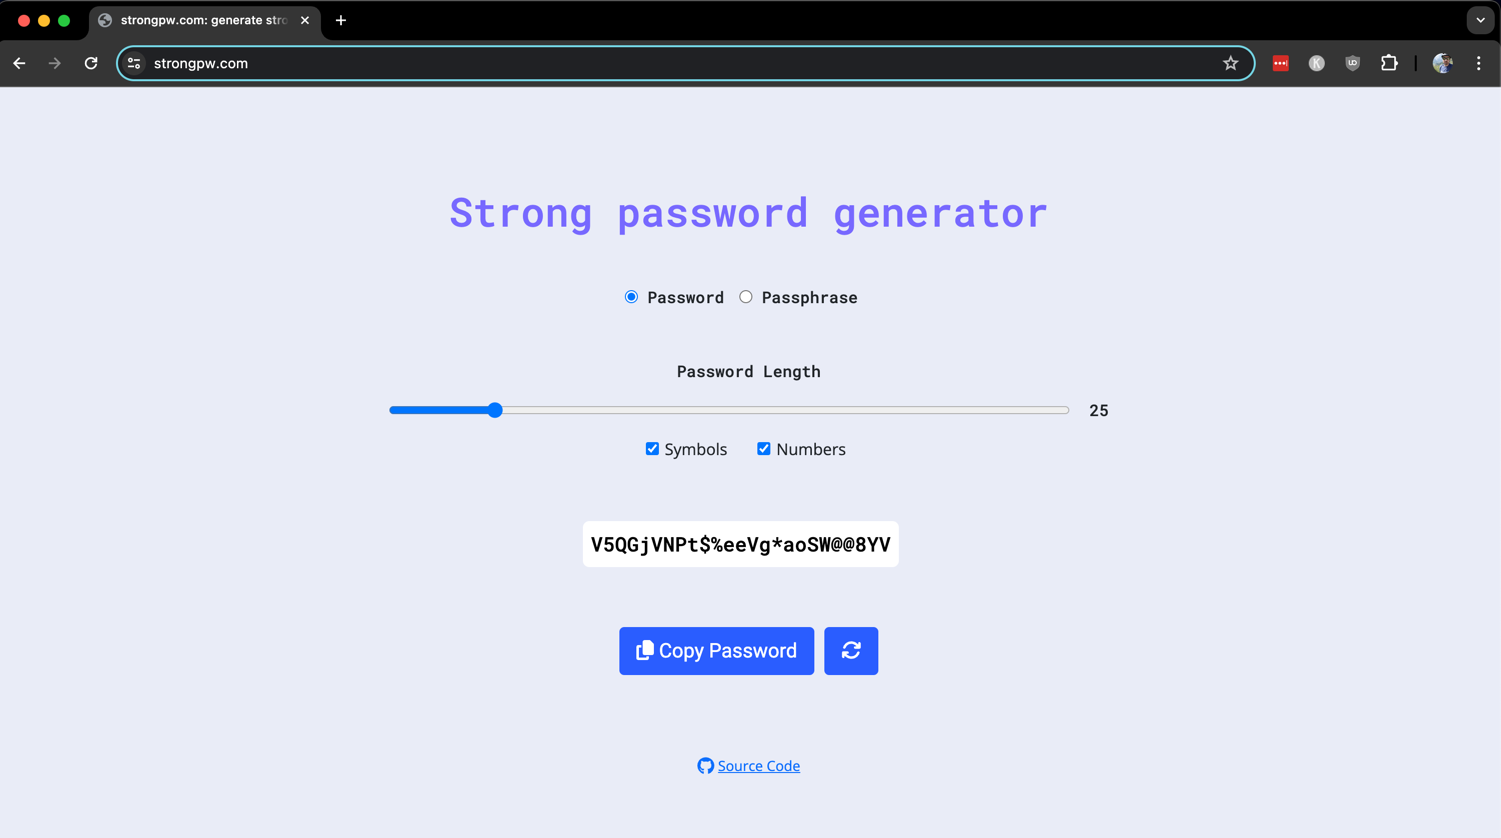 strongpw.com: generate stro
strongpw.com
K
UD
Strong password generator
Password Passphrase
Password Length
25
Symbols Numbers
V5QGjVNPt$%eeVg*aoSW@@8YV
Copy Password
Source Code